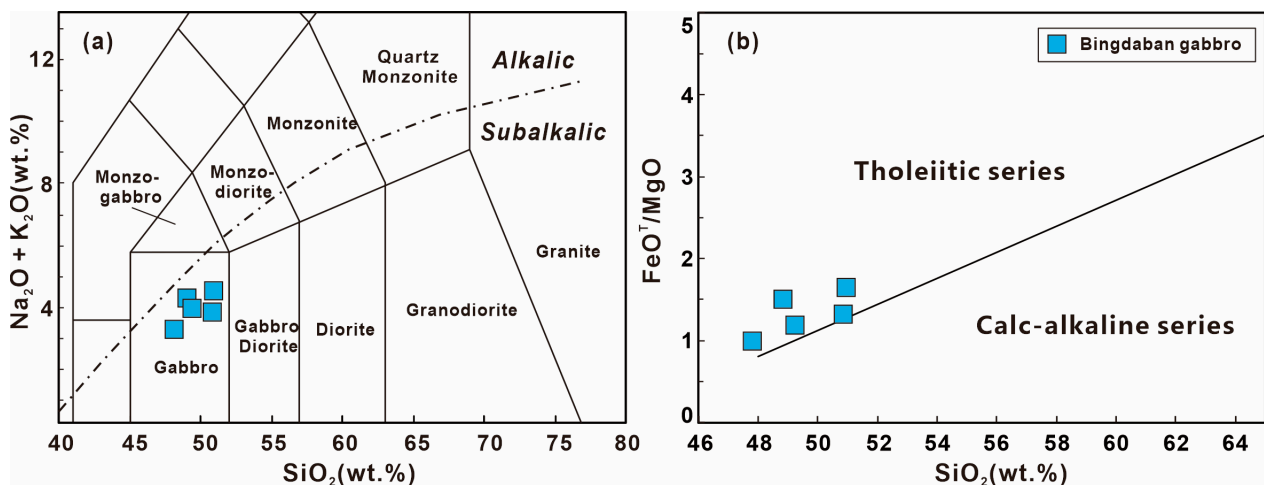 (a)
Quartz
Monzonite
Alkalic
Subalkalic
Monzonite
Monzo-
gabbro
Monzo-
diorite
Granite
Granodiorite
Gabbro
Diorite
Diorite
Gabbro
12
8
4
Na₂O + K₂O(wt.%)
40 45 50 55 60 65 70 75 80
SiO₂(wt.%)
(b)
Bingdaban gabbro
Tholeiitic series
Calc-alkaline series
5
4
3
2
1
0
FeOᵀ/MgO
46 48 50 52 54 56 58 60 62 64
SiO₂(wt.%)